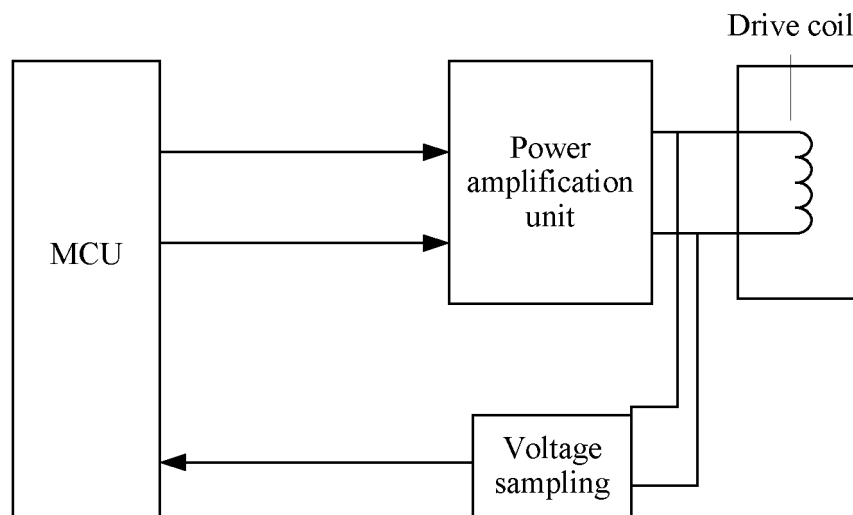 Drive coil
Power
amplification
unit
MCU
Voltage
sampling